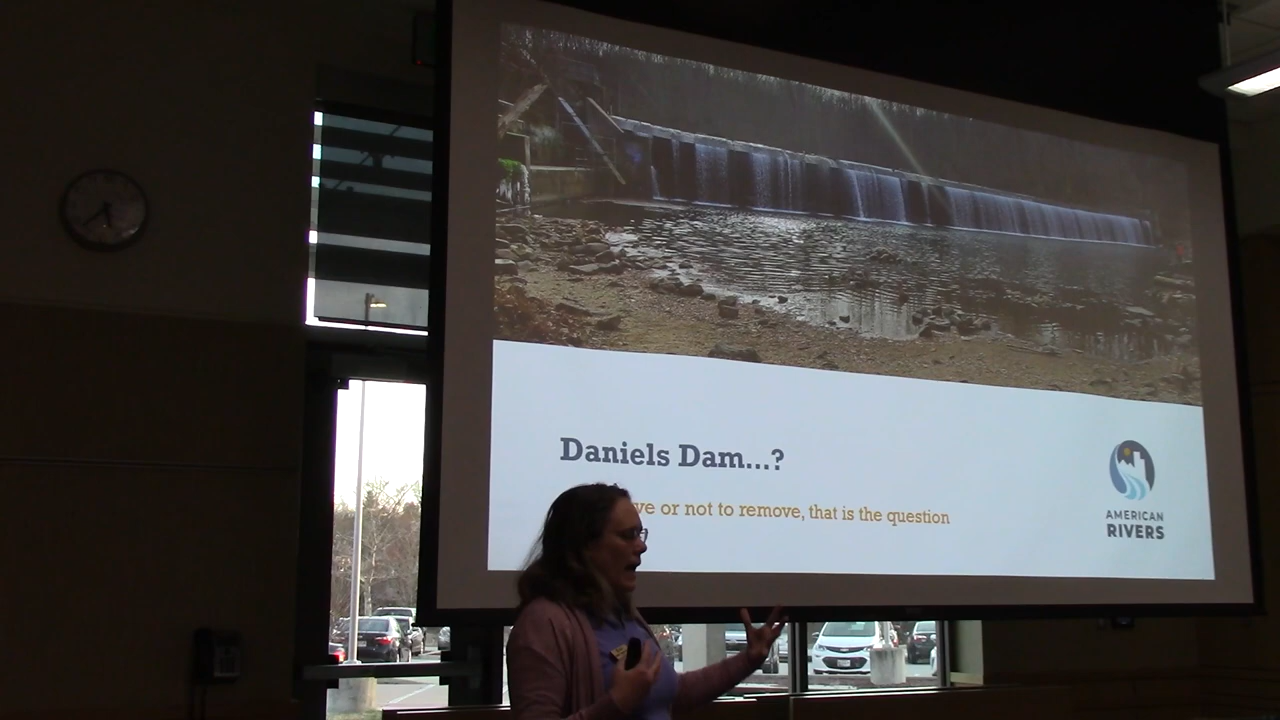 Daniels Dam...?
ve or not to remove, that is the question
AMERICAN
RIVERS